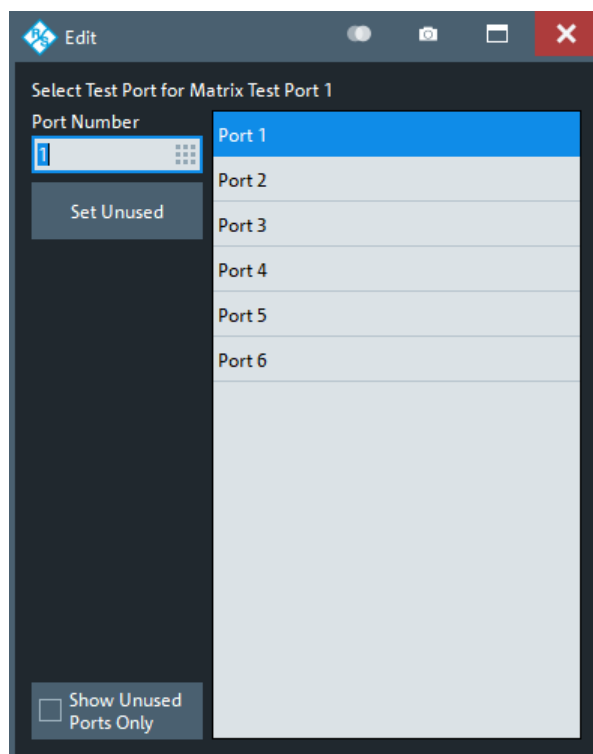 R S Edit
Select Test Port for Matrix Test Port 1
Port Number
1
Set Unused
Port 1
Port 2
Port 3
Port 4
Port 5
Port 6
Show Unused
Ports Only